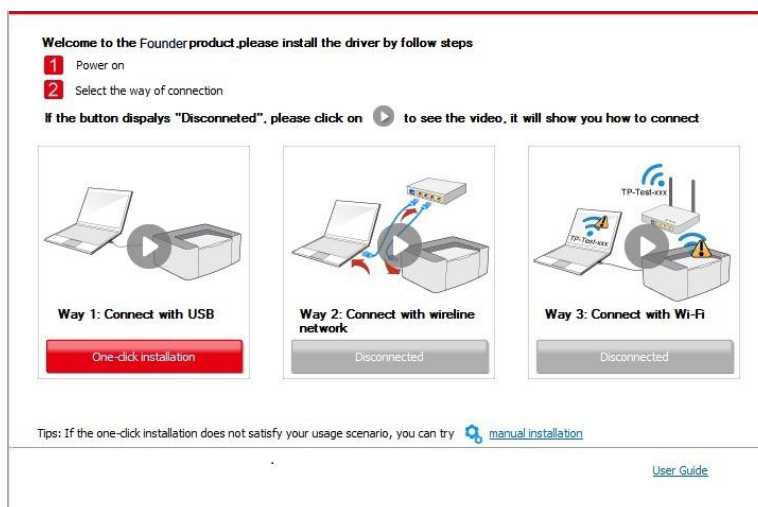 Welcome to the Founder product,please install the driver by follow steps
1 Power on
2 Select the way of connection
If the button dispalys "Disconneted", please click on to see the video, it will show you how to connect
TP-Test-xxx
TP-Test-xxx
Way 1: Connect with USB
Way 2: Connect with wireline
network
Way 3: Connect with Wi-Fi
One-click installation
Disconnected
Disconnected
Tips: If the one-click installation does not satisfy your usage scenario, you can try manual installation
User Guide